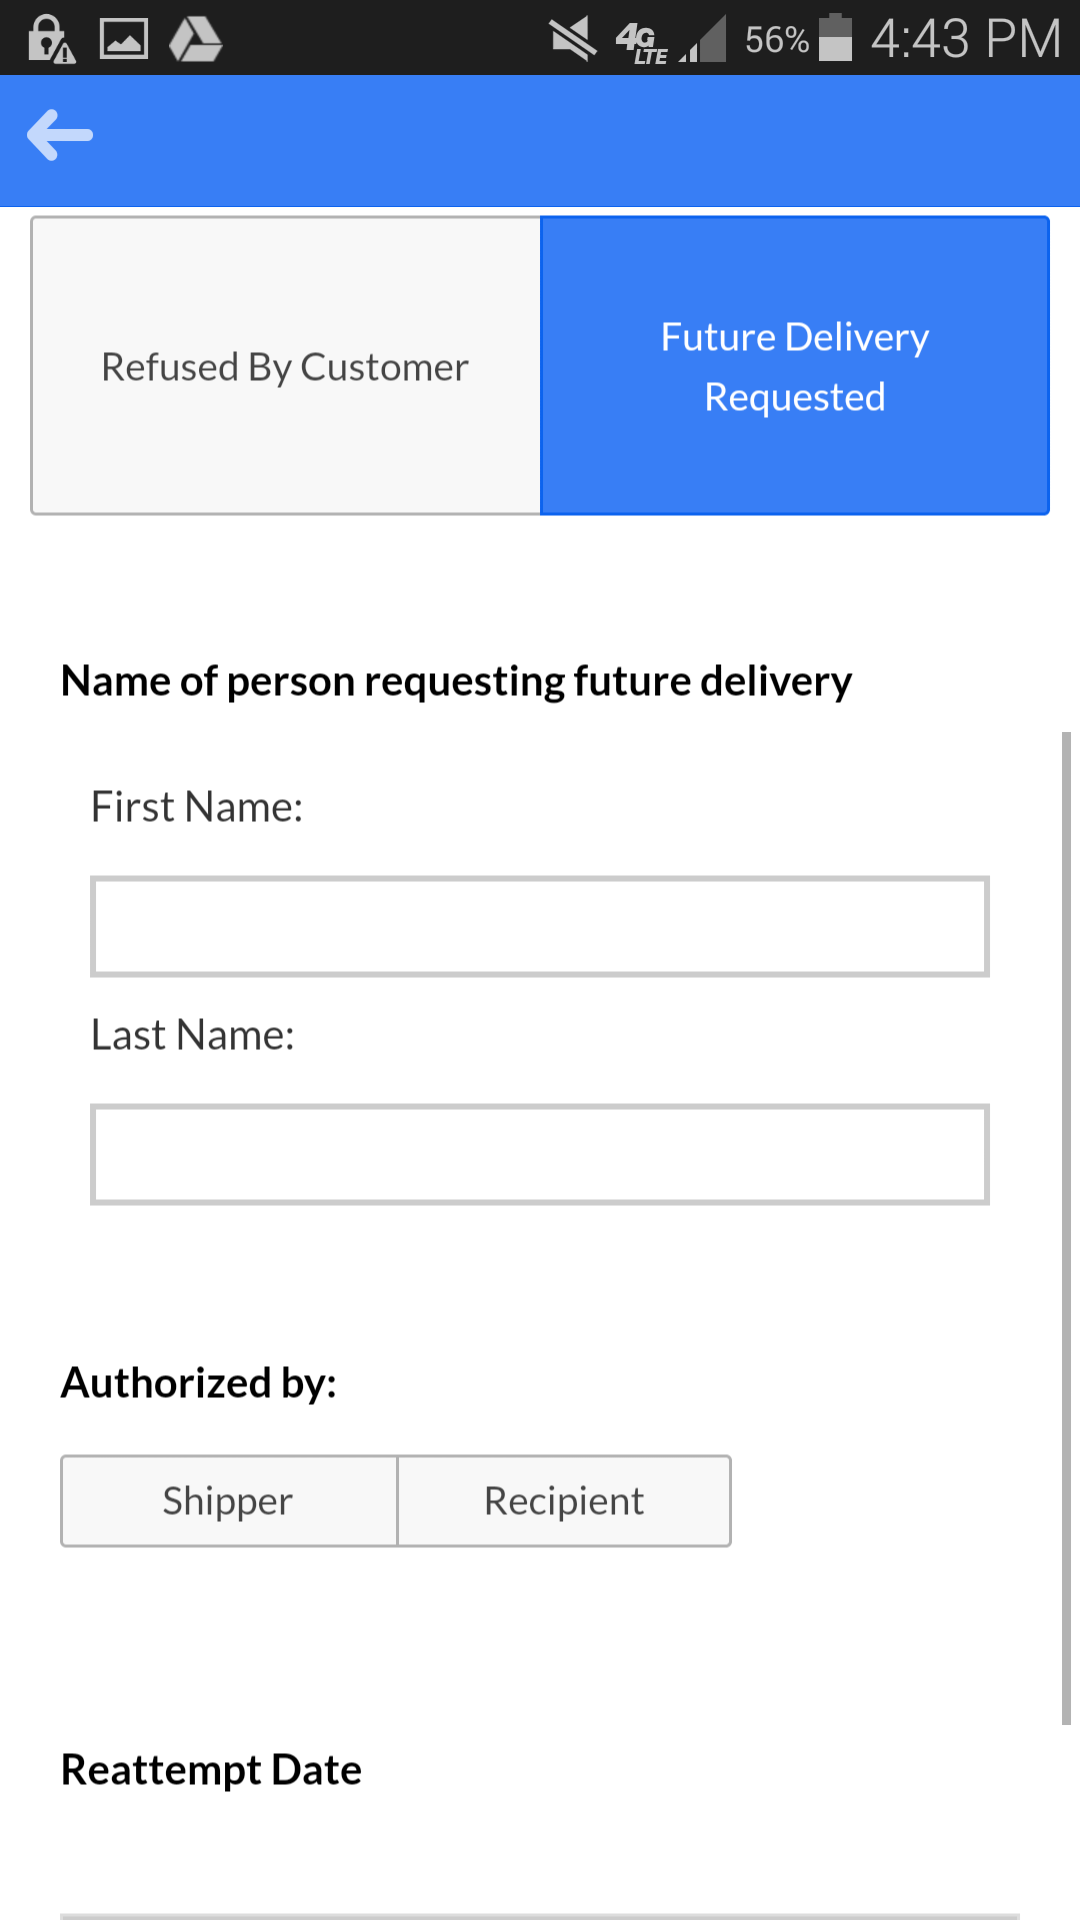 4G LTE 56% 4:43 PM
Refused By Customer
Future Delivery
Requested
Name of person requesting future delivery
First Name:
Last Name:
Authorized by:
Shipper Recipient
Reattempt Date